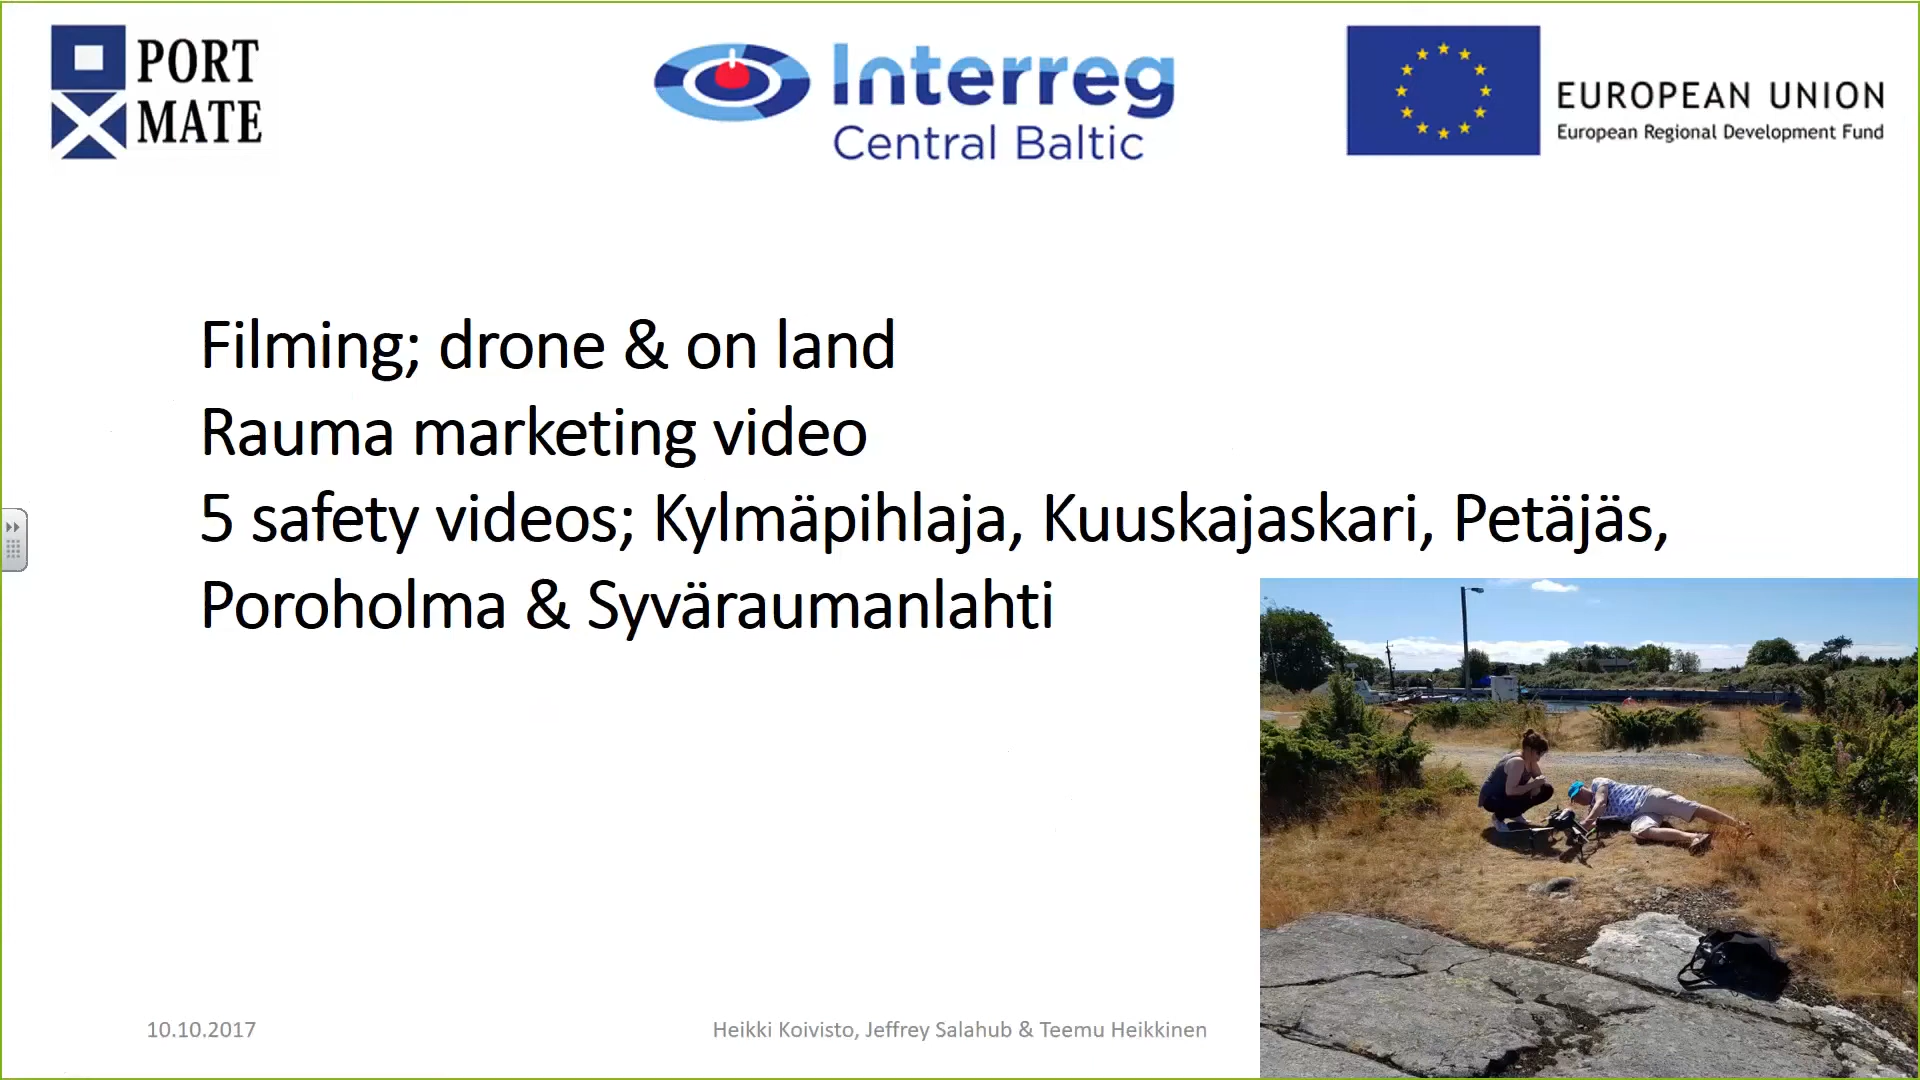 PORT
MATE
Interreg
Central Baltic
EUROPEAN UNION
European Regional Development Fund
Filming; drone & on land
Rauma marketing video
5 safety videos; Kylmäpihlaja, Kuuskajaskari, Petäjäs,
Poroholma & Syväraumanlahti
10.10.2017
Heikki Koivisto, Jeffrey Salahub & Teemu Heikkinen